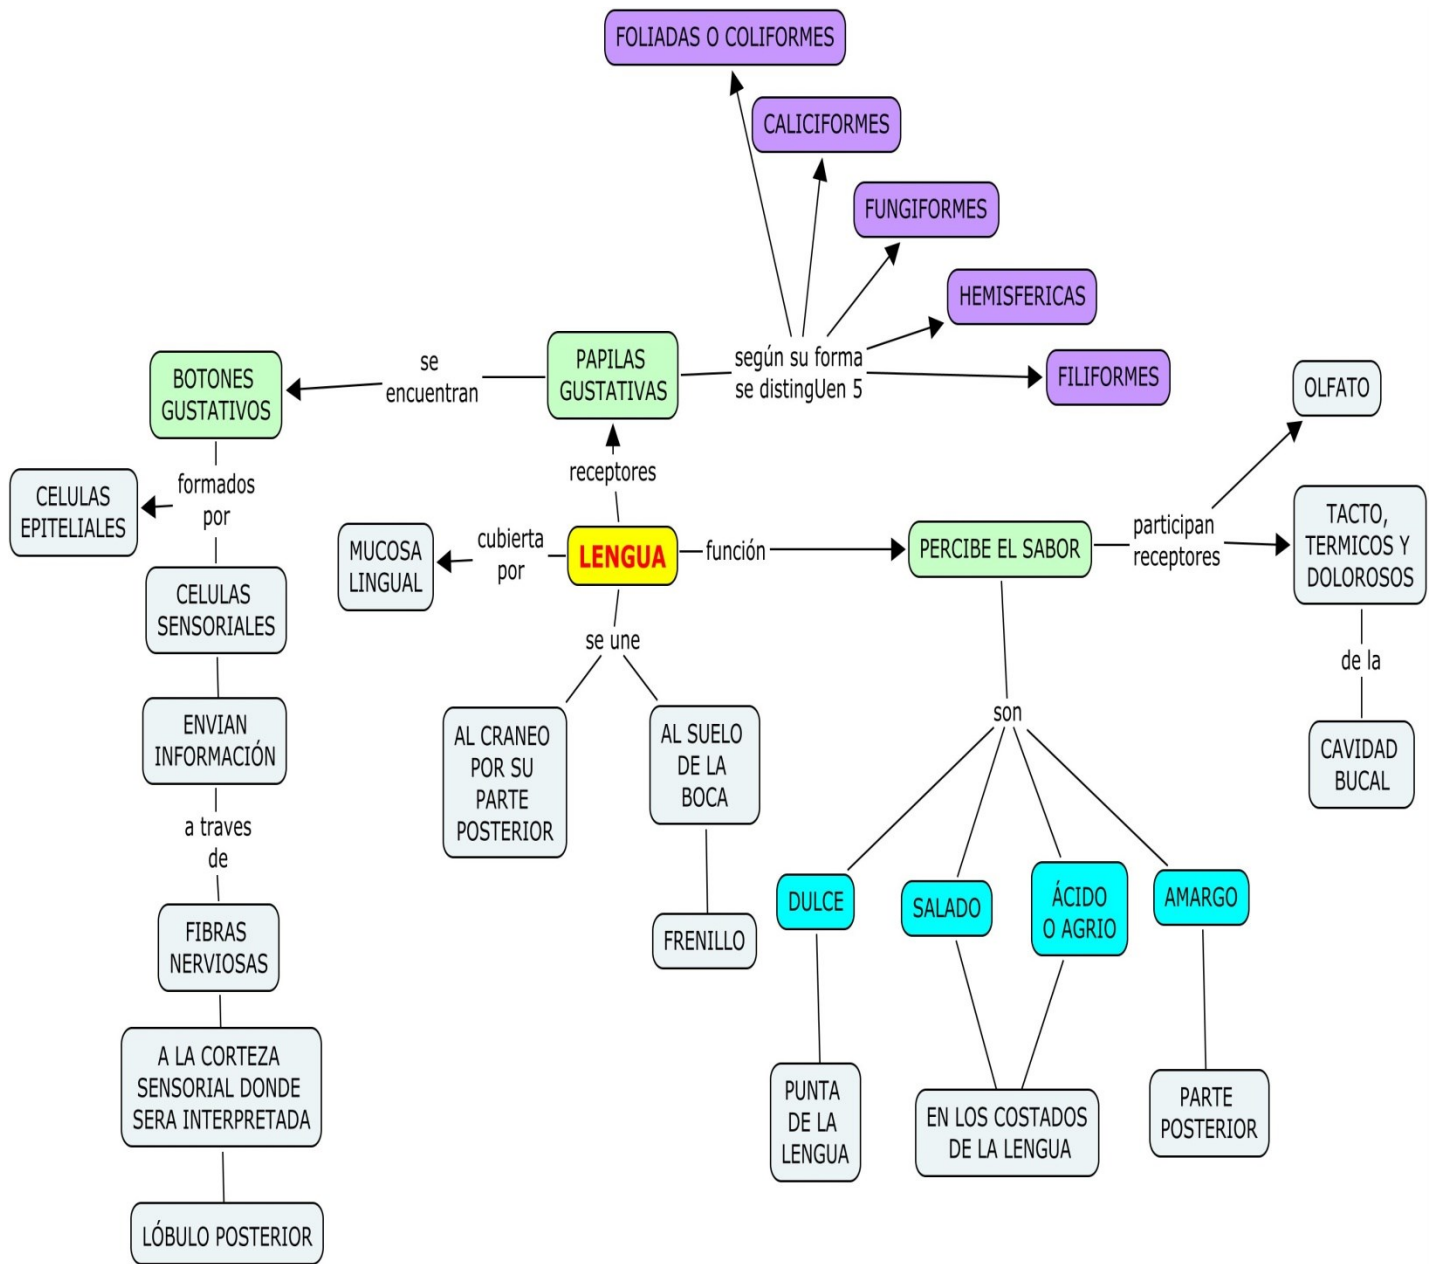 FOLIADAS O COLIFORMES
CALICIFORMES
FUNGIFORMES
HEMISFERICAS
FILIFORMES
según su forma
se distingUen 5
PAPILAS
GUSTATIVAS
se
encuentran
BOTONES
GUSTATIVOS
formados
por
CELULAS
EPITELIALES
CELULAS
SENSORIALES
ENVIAN
INFORMACIÓN
a traves
de
FIBRAS
NERVIOSAS
A LA CORTEZA
SENSORIAL DONDE
SERA INTERPRETADA
LÓBULO POSTERIOR
receptores
LENGUA
cubierta
por
MUCOSA
LINGUAL
se une
AL CRANEO
POR SU
PARTE
POSTERIOR
AL SUELO
DE LA
BOCA
FRENILLO
función
PERCIBE EL SABOR
participan
receptores
OLFATO
TACTO,
TERMICOS Y
DOLOROSOS
de la
CAVIDAD
BUCAL
son
DULCE
SALADO
ÁCIDO
O AGRIO
AMARGO
PUNTA
DE LA
LENGUA
EN LOS COSTADOS
DE LA LENGUA
PARTE
POSTERIOR